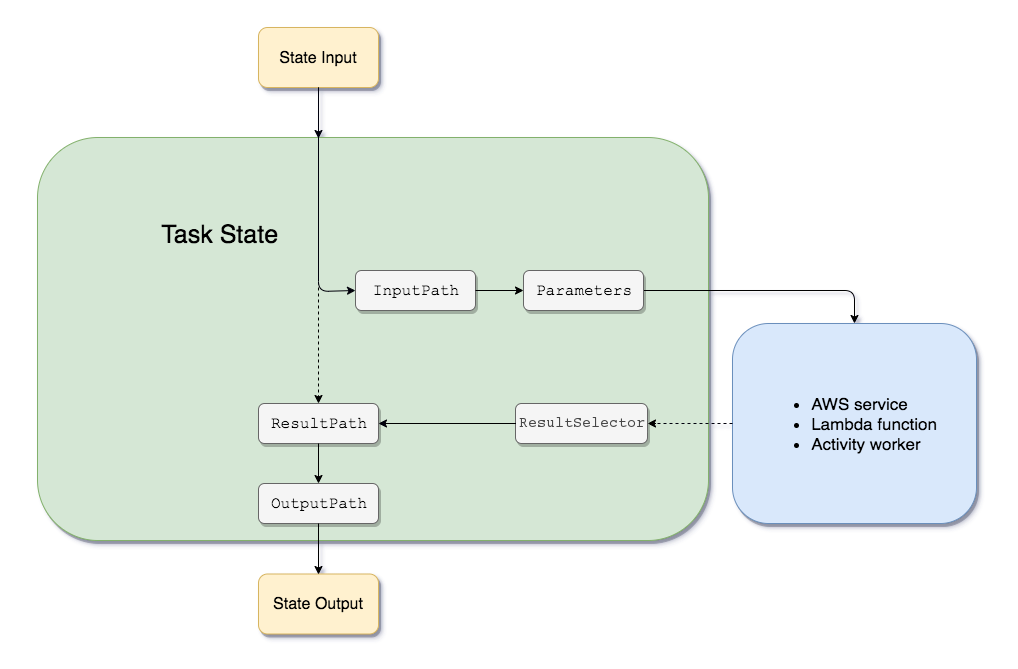 State Input
Task State
InputPath
Parameters
ResultPath
ResultSelector
• AWS service
• Lambda function
• Activity worker
OutputPath
State Output